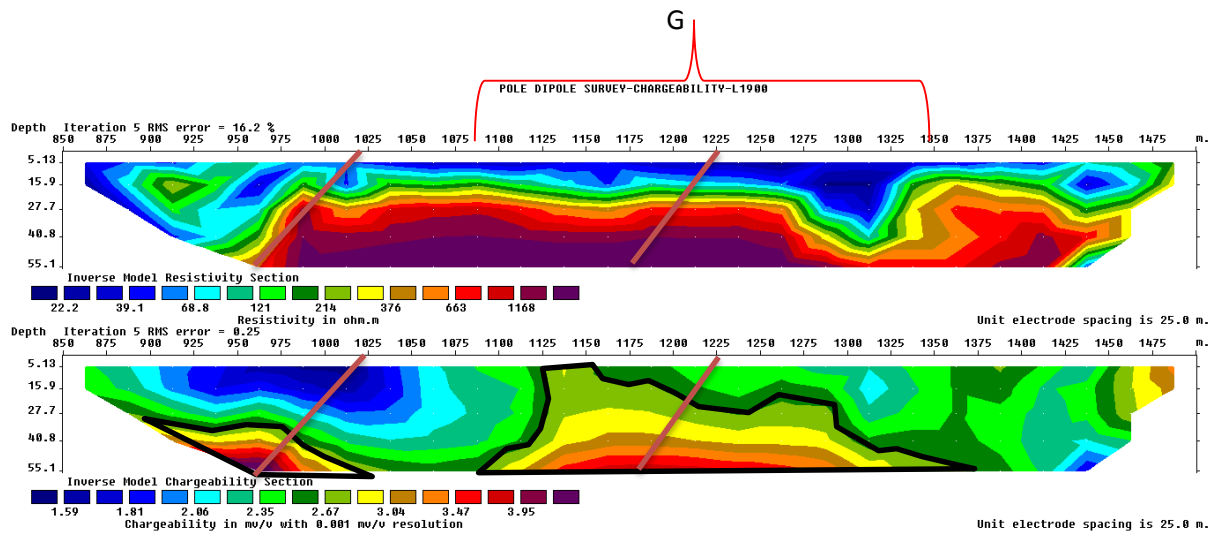 G
POLE DIPOLE SURVEY-CHARGEABILITY-L1900
Depth Iteration 5 RMS error = 16.2 %
850 875 900 925 950 975 1000 1025 1050 1075 1100 1125 1150 1175 1200 1225 1250 1275 1300 1350 1375 1400 1425 1450 1475 m.
5.13
15.9
27.7
40.8
55.1
Inverse Model Resistivity Section
22.2 39.1 68.8 121 214 376 663 1168
Resistivity in ohm.m
Unit electrode spacing is 25.0 m.
Depth Iteration 5 RMS error = 0.25
850 875 900 925 950 975 1000 1025 1050 1075 1100 1125 1150 1175 1200 1225 1250 1275 1300 1325 1350 1375 1400 1425 1450 1475 m.
5.13
15.9
27.7
40.8
55.1
Inverse Model Chargeability Section
1.59 1.81 2.06 2.35 2.67 3.04 3.47 3.95
Chargeability in mv/v with 0.001 mv/v resolution
Unit electrode spacing is 25.0 m.